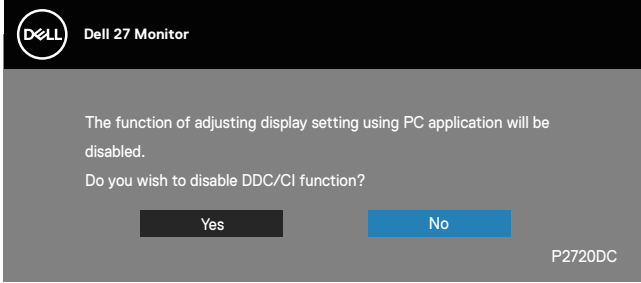 DELL
Dell 27 Monitor
The function of adjusting display setting using PC application will be
disabled.
Do you wish to disable DDC/CI function?
Yes
No
P2720DC